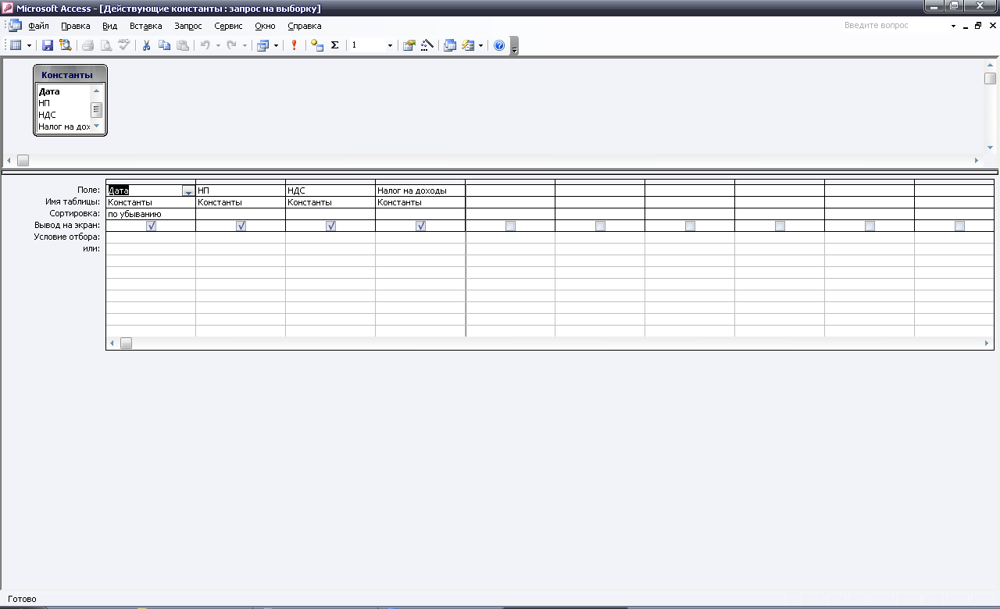 Microsoft Access - [Действующие константы : запрос на выборку]
Файл Правка Вид Вставка Запрос Сервис Окно Справка Введите вопрос
ABC Σ 1
Константы
Дата
НП
НДС
Налог на дох
Поле: Дата НП НДС Налог на доходы
Имя таблицы: Константы Константы Константы Константы
Сортировка: по убыванию
Вывод на экран:
Условие отбора:
или:
Готово